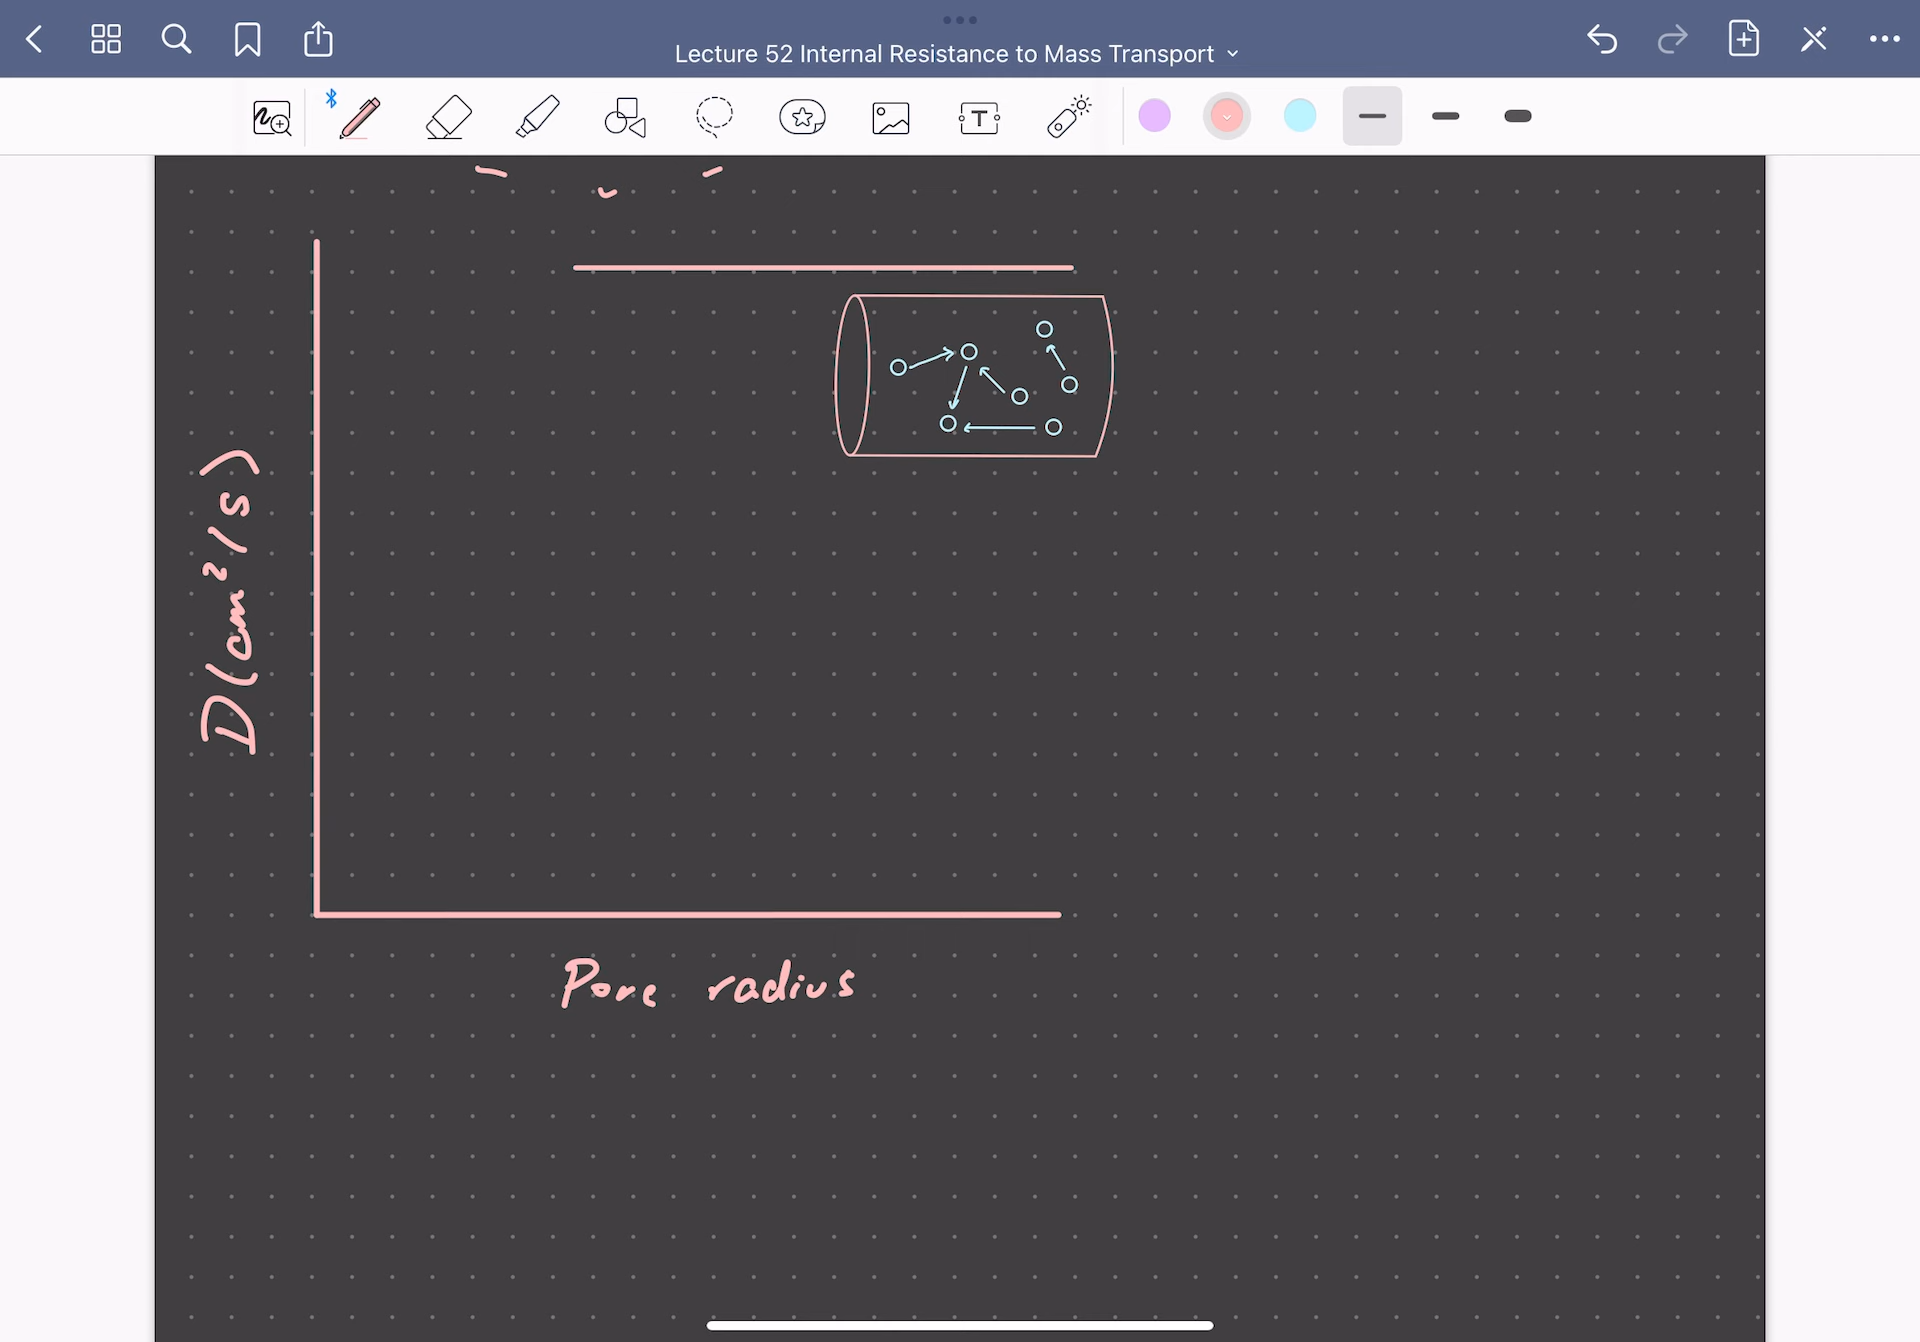 Lecture 52 Internal Resistance to Mass Transport
T
D(cm²/s)
Pore radius